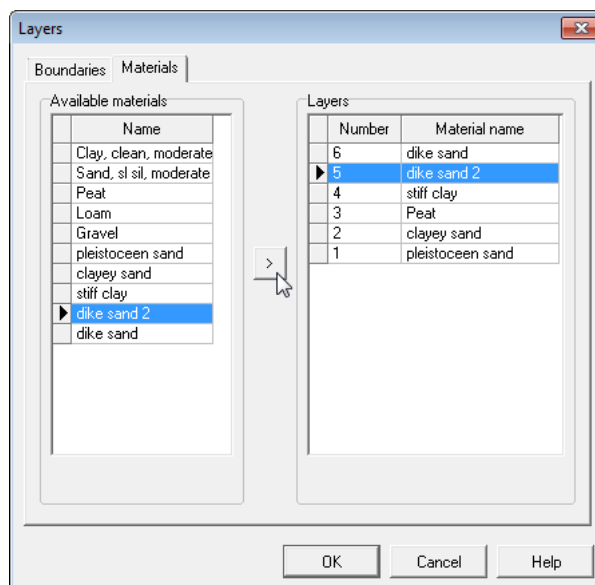 Layers
Boundaries Materials
Available materials
Name
Clay, clean, moderate
Sand, sl sil, moderate
Peat
Loam
Gravel
pleistoceen sand
clayey sand
stiff clay
dike sand 2
dike sand
>
Layers
Number Material name
6 dike sand
5 dike sand 2
4 stiff clay
3 Peat
2 clayey sand
1 pleistoceen sand
OK Cancel Help